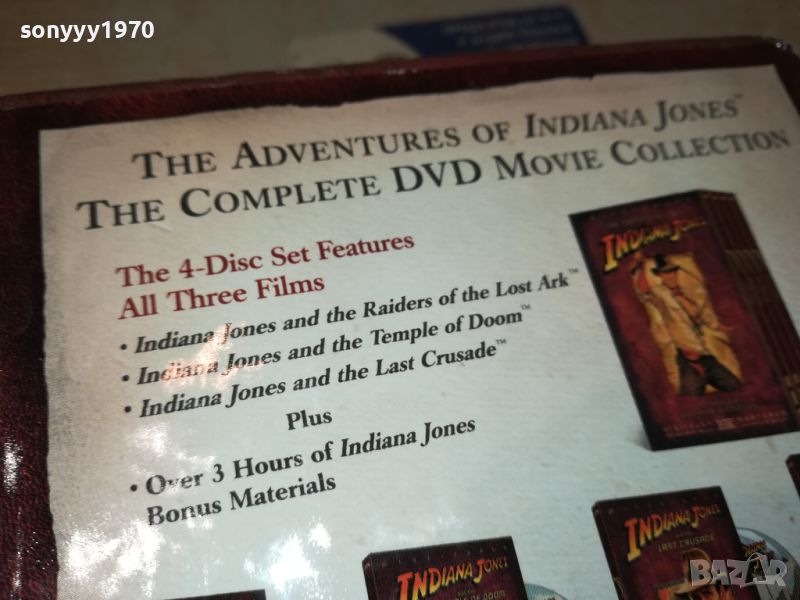 sonyyy1970
THE ADVENTURES OF INDIANA JONES™
THE COMPLETE DVD MOVIE COLLECTION
The 4-Disc Set Features
All Three Films
• Indiana Jones and the Raiders of the Lost Ark™
• Indiana Jones and the Temple of Doom™
• Indiana Jones and the Last Crusade™
Plus
• Over 3 Hours of Indiana Jones
Bonus Materials
INDIANA JONES
INDIANA JONES
LAST CRUSADE
INDIANA JONES
OF DOOM
BAZAR